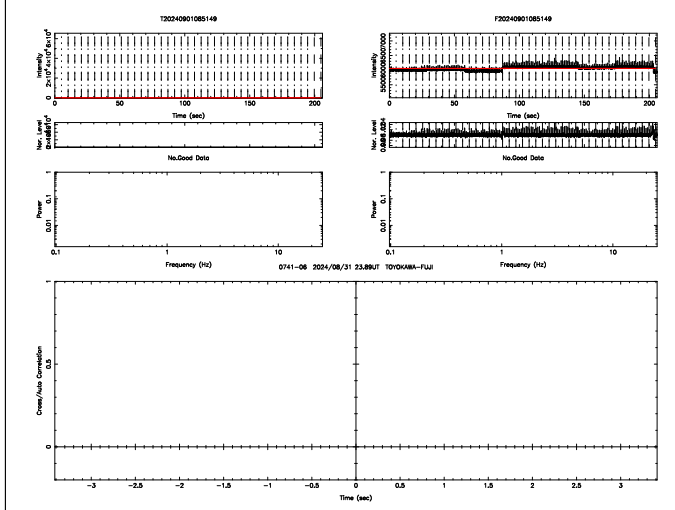 T20240901085149
F20240901085149
Intensity
0 2×10⁴ 4×10⁴ 6×10⁴
0 50 100 150 200
Time (sec)
Intensity
0 50 100 150 200
Time (sec)
Nor. Level
Nor. Level
No.Good Data
No.Good Data
Power
0.01 0.1 1
0.1 1 10
Frequency (Hz)
Power
0.01 0.1 1
0.1 1 10
Frequency (Hz)
0741-06 2024/08/31 23.89UT TOYOKAWA-FUJI
Cross/Auto Correlation
0 0.5 1
-3 -2.5 -2 -1.5 -1 -0.5 0 0.5 1 1.5 2 2.5 3
Time (sec)